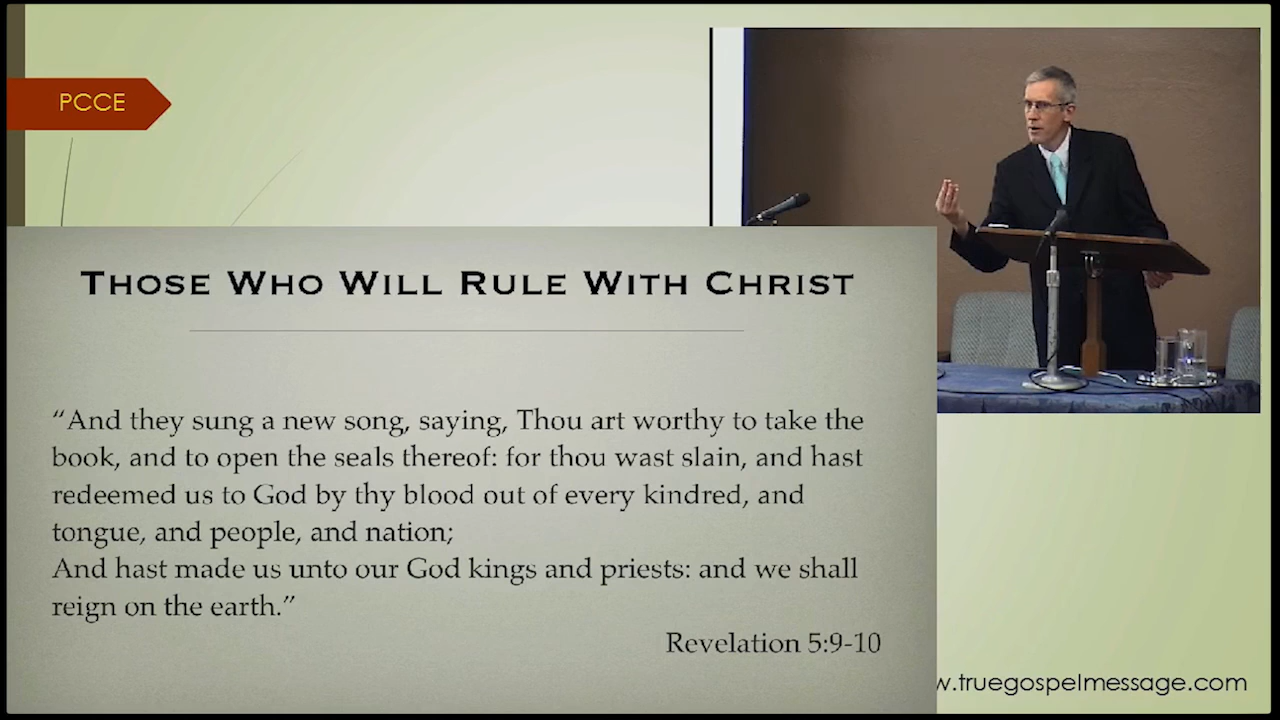 PCCE
THOSE WHO WILL RULE WITH CHRIST
“And they sung a new song, saying, Thou art worthy to take the
book, and to open the seals thereof: for thou wast slain, and hast
redeemed us to God by thy blood out of every kindred, and
tongue, and people, and nation;
And hast made us unto our God kings and priests: and we shall
reign on the earth.”
Revelation 5:9-10
w.truegospelmessage.com